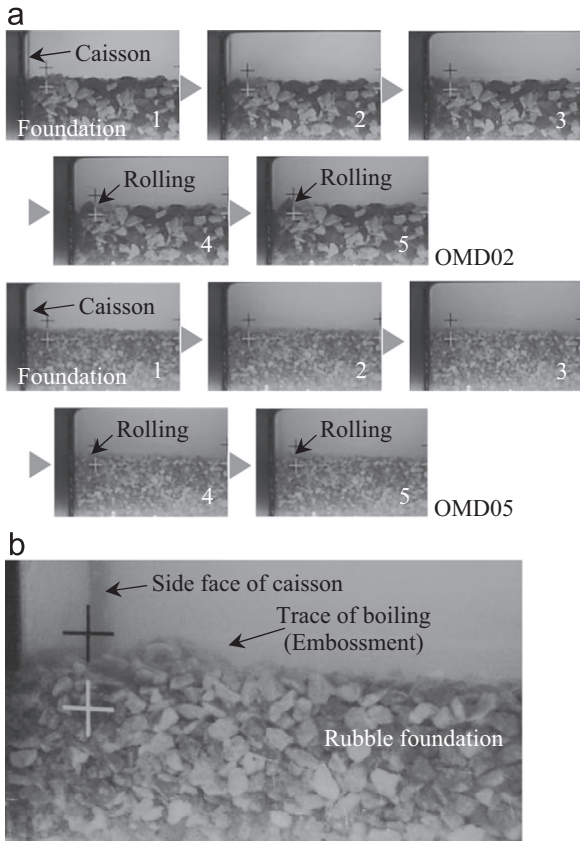 a
Caisson
Foundation 1
2
3
Rolling
4
Rolling
5
OMD02
Caisson
Foundation 1
2
3
Rolling
4
Rolling
5
OMD05
b
Side face of caisson
Trace of boiling
(Embossment)
Rubble foundation